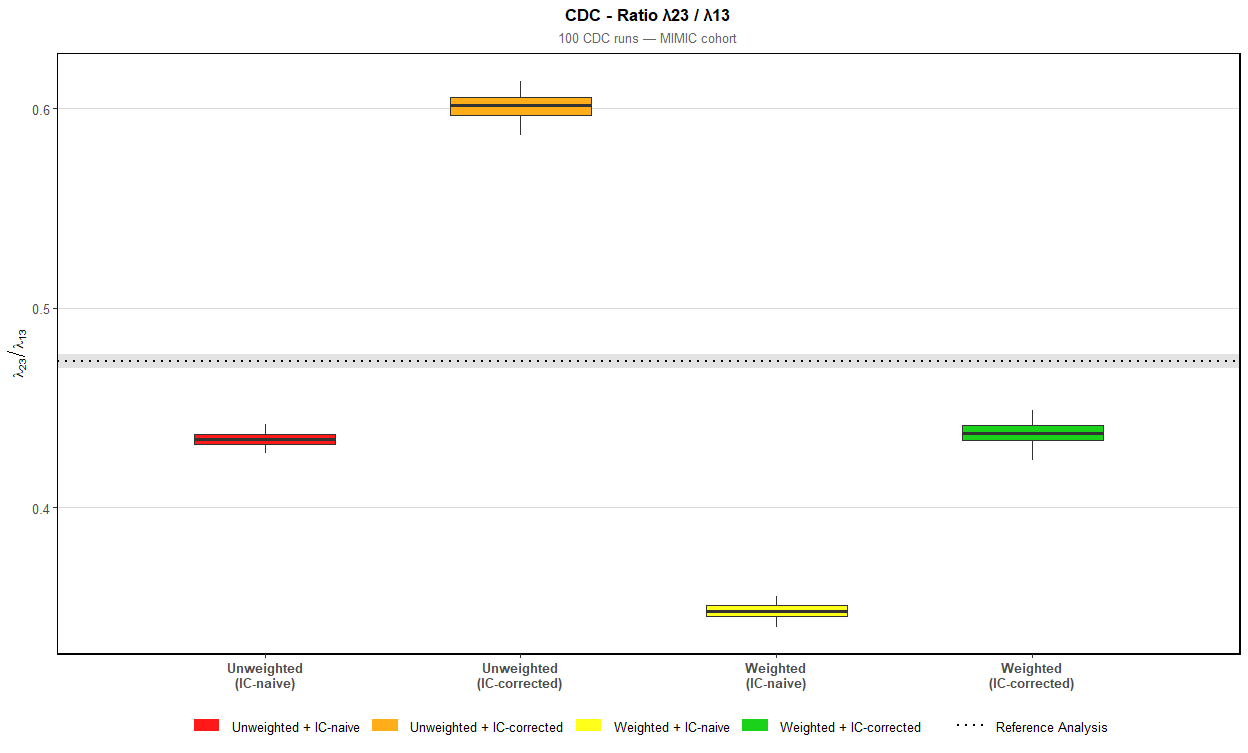 CDC - Ratio λ23 / λ13
100 CDC runs — MIMIC cohort
0.6
0.5
0.4
λ23/λ13
Unweighted
(IC-naive)
Unweighted
(IC-corrected)
Weighted
(IC-naive)
Weighted
(IC-corrected)
Unweighted + IC-naive
Unweighted + IC-corrected
Weighted + IC-naive
Weighted + IC-corrected
Reference Analysis